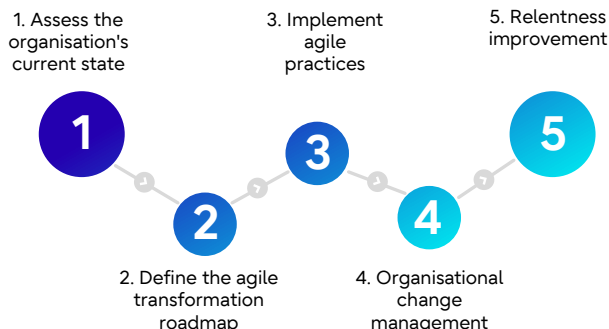 1. Assess the
organisation's
current state
3. Implement
agile
practices
5. Relentness
improvement
1
2
3
4
5
2. Define the agile
transformation
roadmap
4. Organisational
change
management